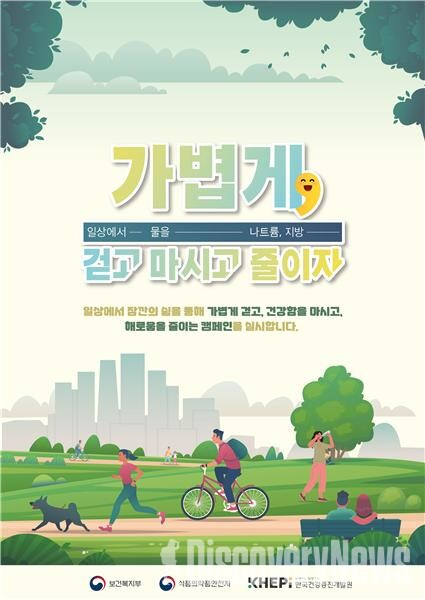 가볍게,
일상에서 물을 나트륨, 지방
걷고 마시고 줄이자
일상에서 잠깐의 쉼을 통해 가볍게 걷고, 건강함을 마시고,
해로움을 줄이는 캠페인을 실시합니다.
DiscoveryNews
보건복지부 식품의약품안전처 KHEPI 한국건강증진개발원